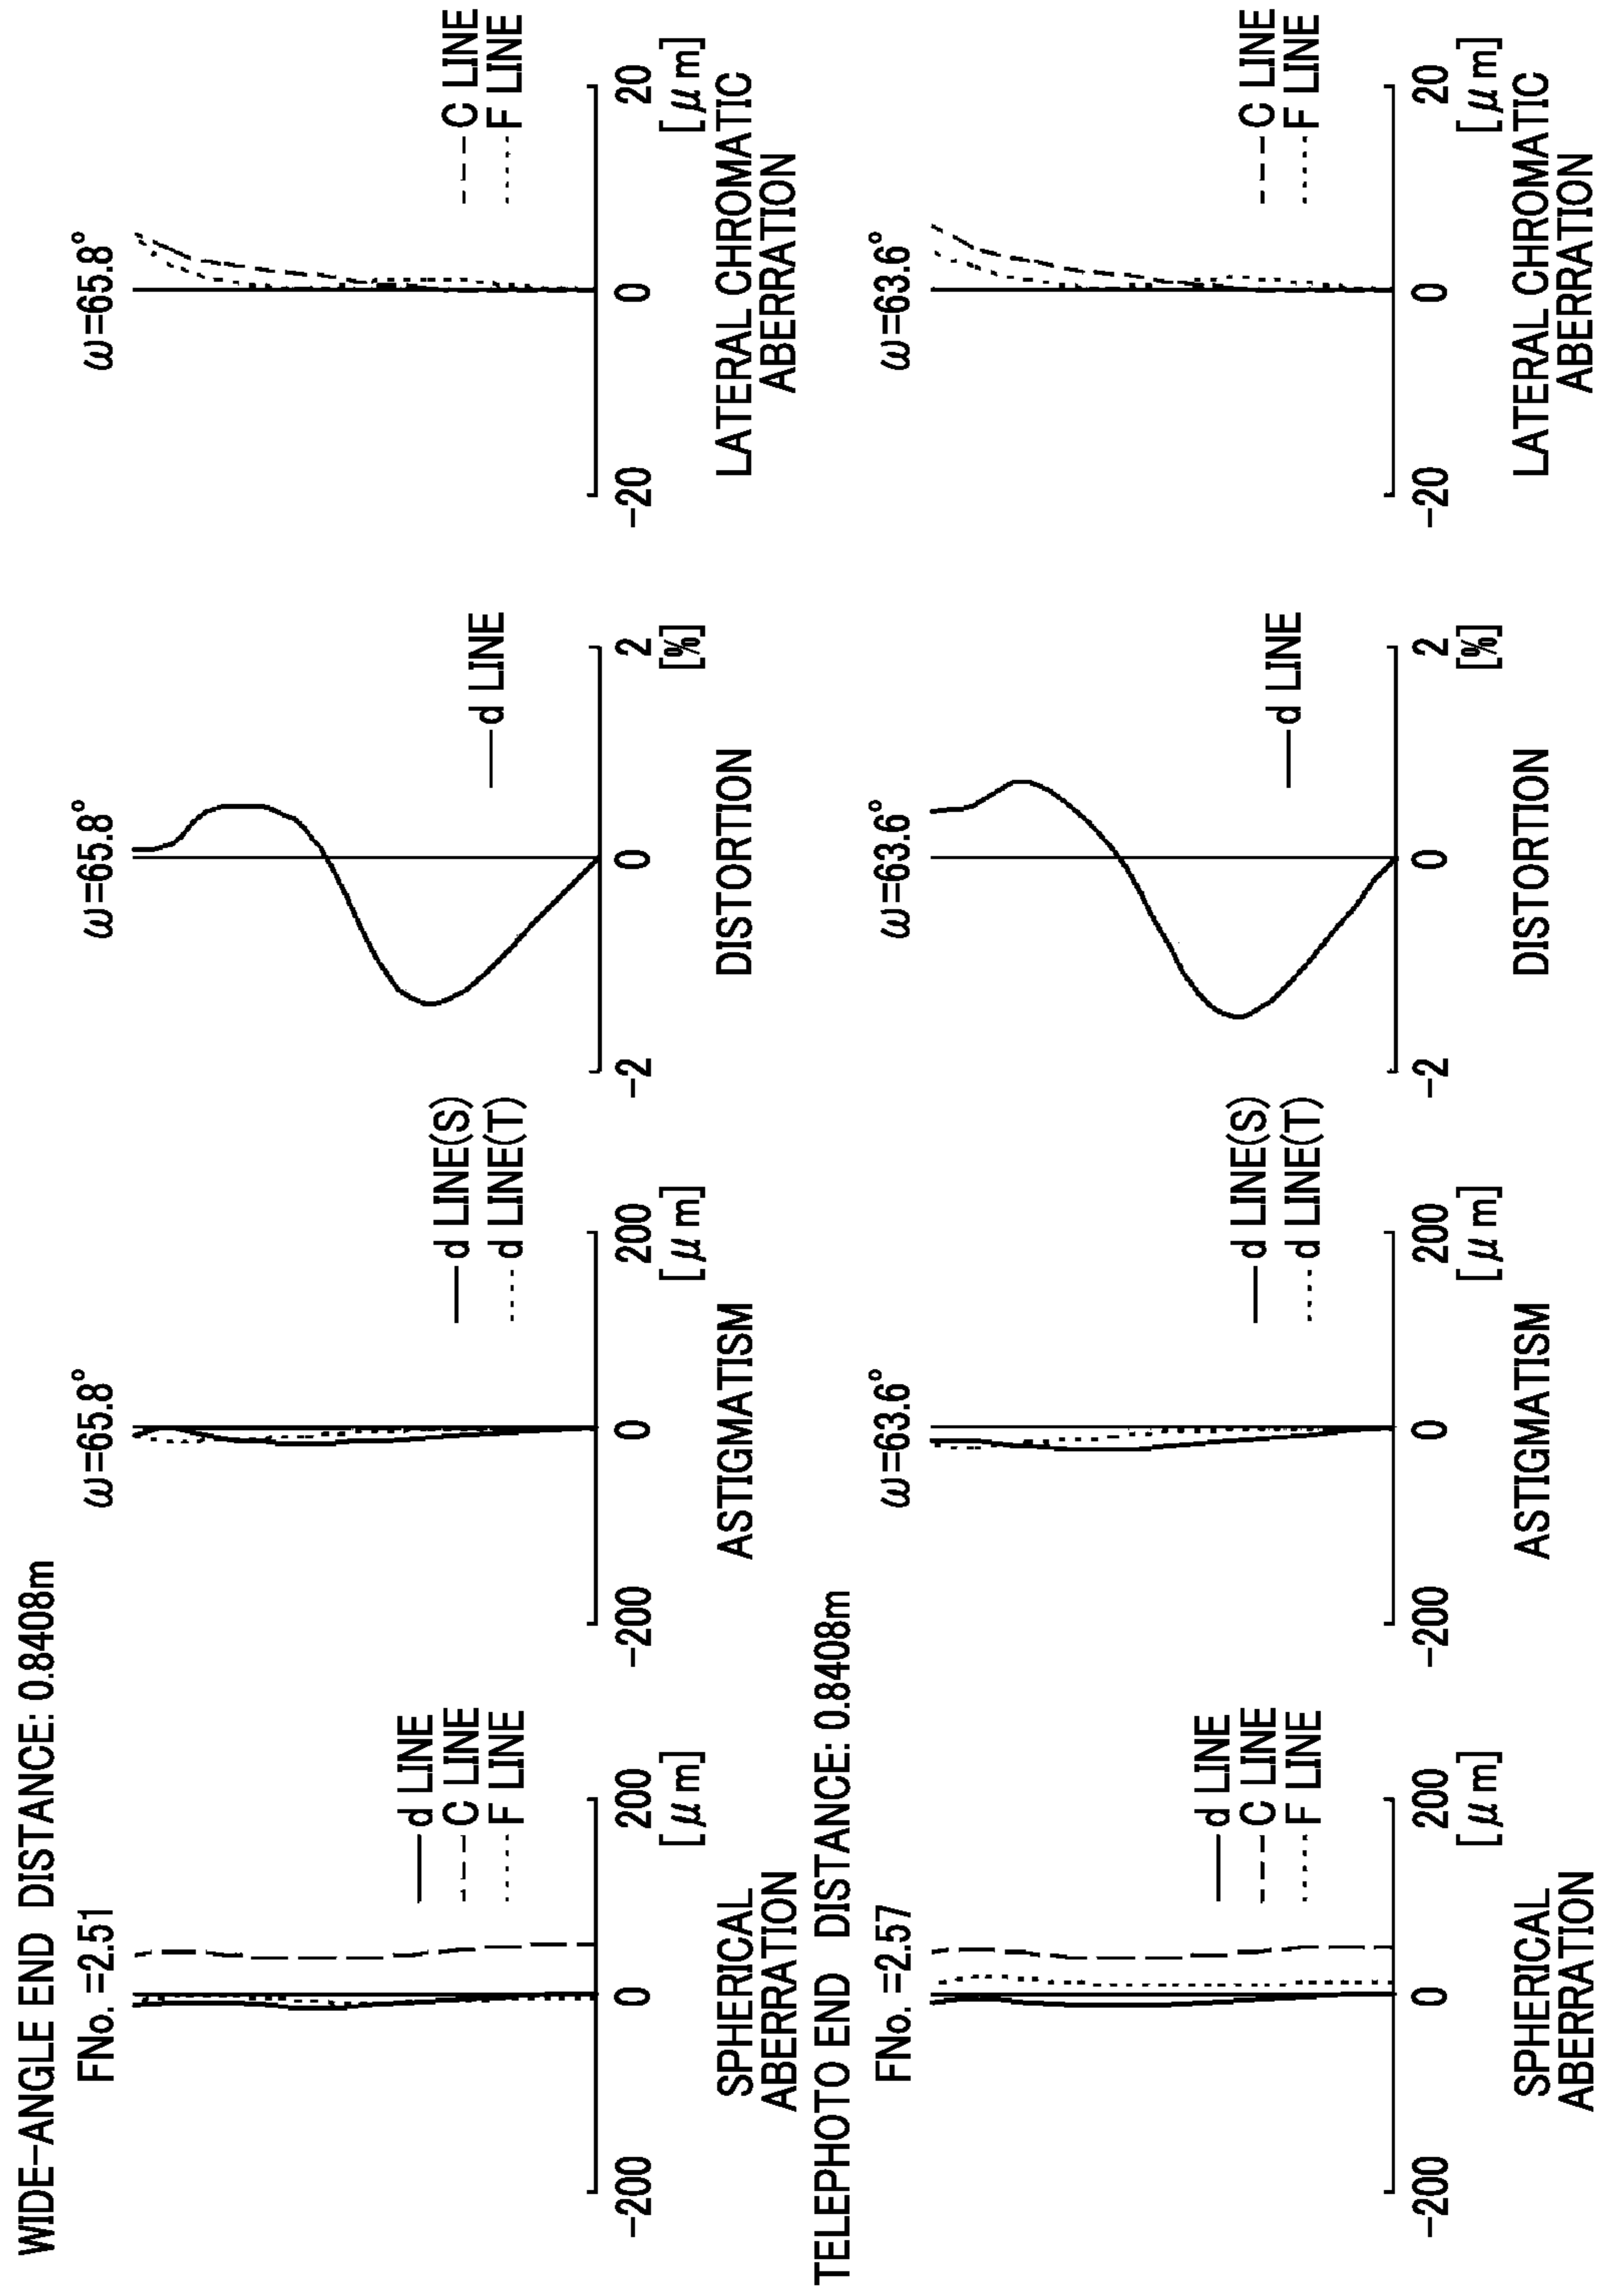 WIDE-ANGLE END DISTANCE: 0.8408m
FNo. =2.51
d LINE
C LINE
F LINE
-200
0
200
[μm]
SPHERICAL
ABERRATION
ω=65.8°
d LINE(S)
d LINE(T)
-200
0
200
[μm]
ASTIGMATISM
ω=65.8°
d LINE
-2
0
2
[%]
DISTORTION
ω=65.8°
C LINE
F LINE
-20
0
20
[μm]
LATERAL CHROMATIC
ABERRATION
TELEPHOTO END DISTANCE: 0.8408m
FNo. =2.57
d LINE
C LINE
F LINE
-200
0
200
[μm]
SPHERICAL
ABERRATION
ω=63.6°
d LINE(S)
d LINE(T)
-200
0
200
[μm]
ASTIGMATISM
ω=63.6°
d LINE
-2
0
2
[%]
DISTORTION
ω=63.6°
C LINE
F LINE
-20
0
20
[μm]
LATERAL CHROMATIC
ABERRATION